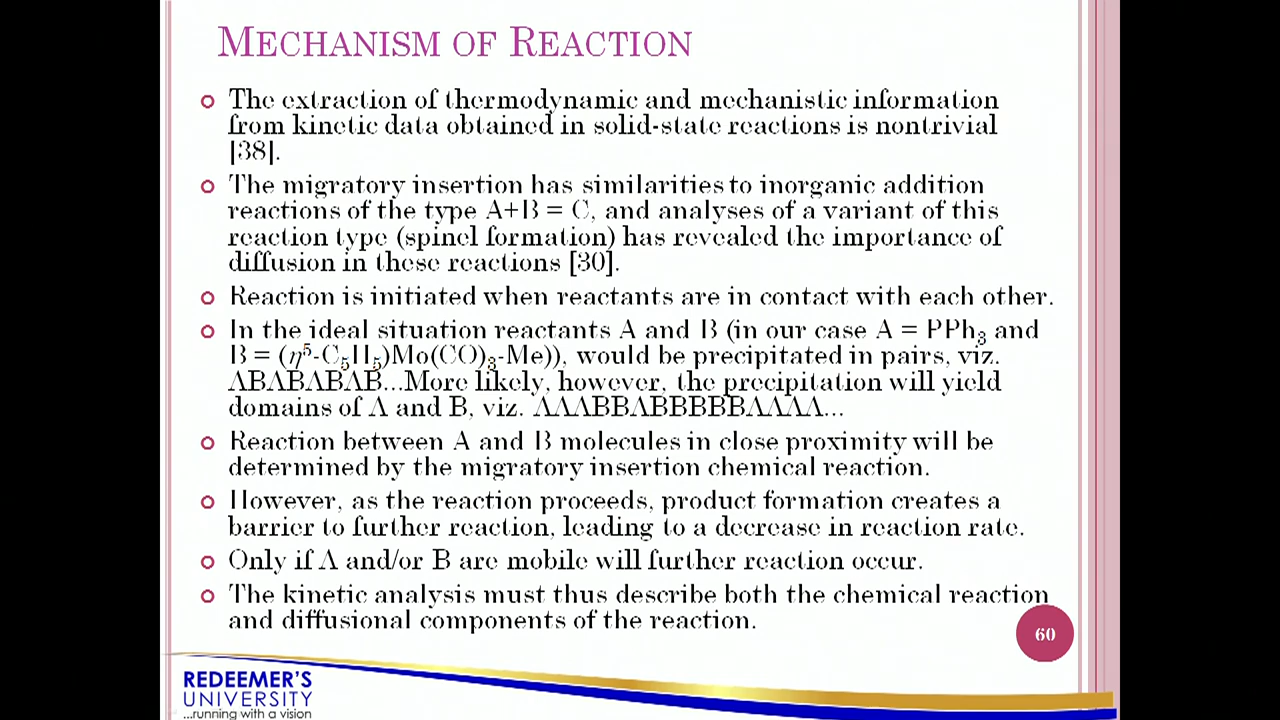 MECHANISM OF REACTION
The extraction of thermodynamic and mechanistic information
from kinetic data obtained in solid-state reactions is nontrivial
[38].
The migratory insertion has similarities to inorganic addition
reactions of the type A+B = C, and analyses of a variant of this
reaction type (spinel formation) has revealed the importance of
diffusion in these reactions [30].
Reaction is initiated when reactants are in contact with each other.
In the ideal situation reactants A and B (in our case A = PPh3 and
B = (η5-C5H5)Mo(CO)3-Me)), would be precipitated in pairs, viz.
ABABABAB...More likely, however, the precipitation will yield
domains of A and B, viz. AAABBABBBBBAAAA...
Reaction between A and B molecules in close proximity will be
determined by the migratory insertion chemical reaction.
However, as the reaction proceeds, product formation creates a
barrier to further reaction, leading to a decrease in reaction rate.
Only if A and/or B are mobile will further reaction occur.
The kinetic analysis must thus describe both the chemical reaction
and diffusional components of the reaction.
60
REDEEMER'S
UNIVERSITY
...running with a vision